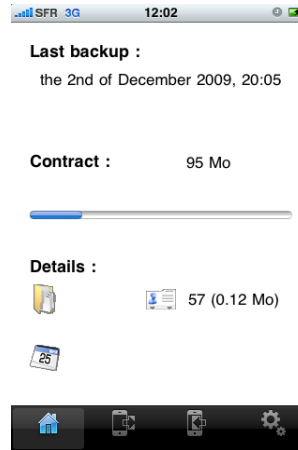 SFR 3G 12:02
Last backup :
the 2nd of December 2009, 20:05
Contract : 95 Mo
Details :
57 (0.12 Mo)
25